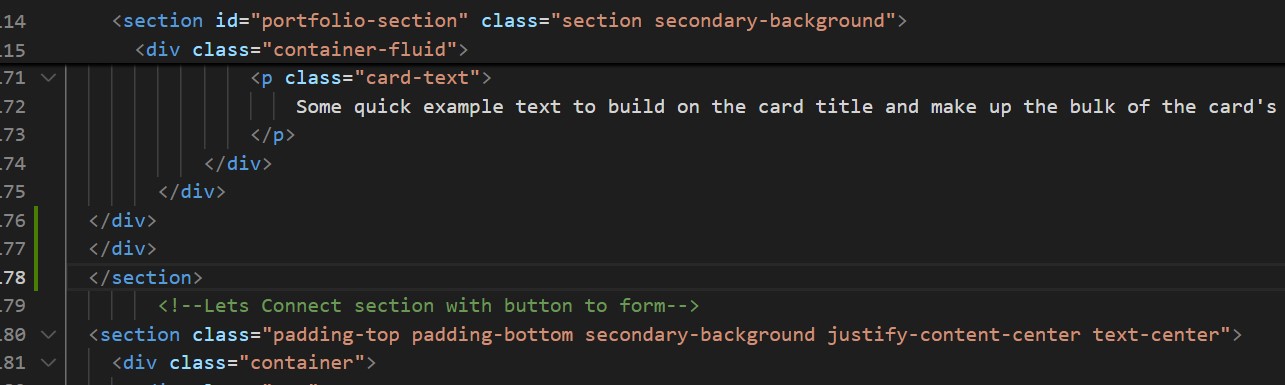 114 <section id="portfolio-section" class="section secondary-background">
115 <div class="container-fluid">
171 <p class="card-text">
172 Some quick example text to build on the card title and make up the bulk of the card's
173 </p>
174 </div>
175 </div>
176 </div>
177 </div>
178 </section>
179 <!--Lets Connect section with button to form-->
180 <section class="padding-top padding-bottom secondary-background justify-content-center text-center">
181 <div class="container">